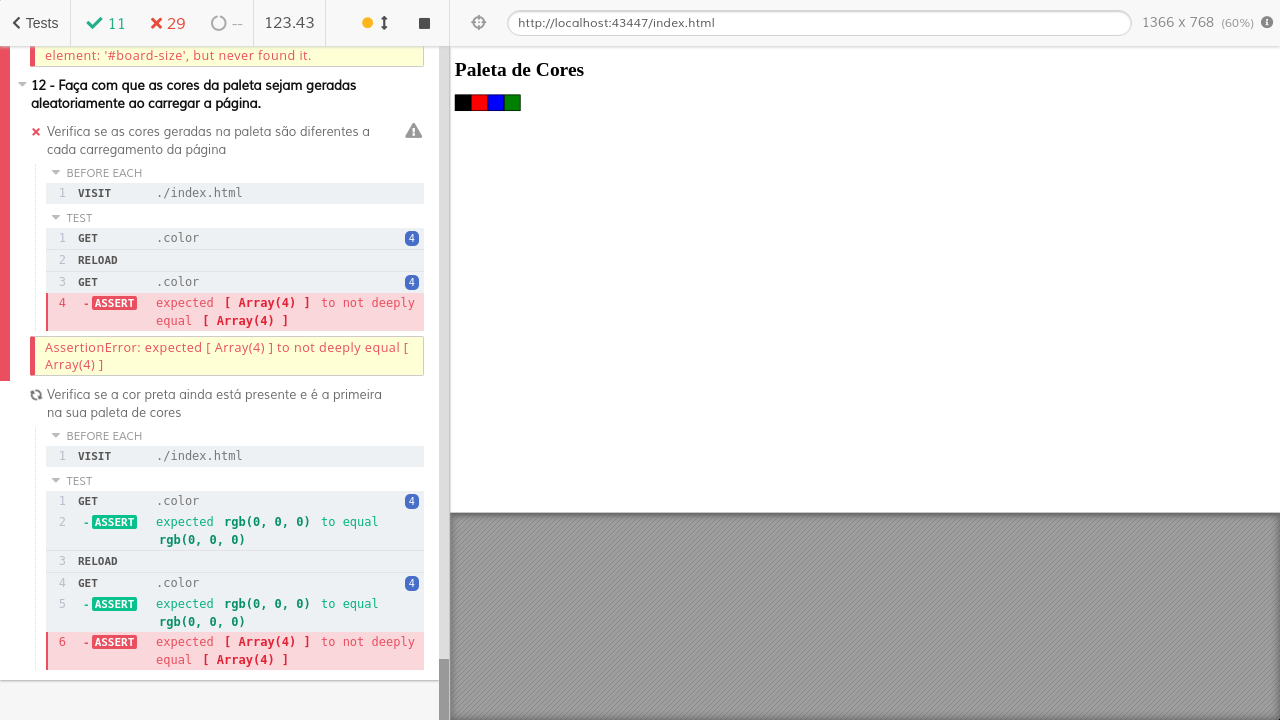 Tests 11 29 -- 123.43
element: '#board-size', but never found it.
12 - Faça com que as cores da paleta sejam geradas
aleatoriamente ao carregar a página.
Verifica se as cores geradas na paleta são diferentes a
cada carregamento da página
BEFORE EACH
1 VISIT ./index.html
TEST
1 GET .color 4
2 RELOAD
3 GET .color 4
4 -ASSERT expected [ Array(4) ] to not deeply
equal [ Array(4) ]
AssertionError: expected [ Array(4) ] to not deeply equal [
Array(4) ]
Verifica se a cor preta ainda está presente e é a primeira
na sua paleta de cores
BEFORE EACH
1 VISIT ./index.html
TEST
1 GET .color 4
2 -ASSERT expected rgb(0, 0, 0) to equal
rgb(0, 0, 0)
3 RELOAD
4 GET .color 4
5 -ASSERT expected rgb(0, 0, 0) to equal
rgb(0, 0, 0)
6 -ASSERT expected [ Array(4) ] to not deeply
equal [ Array(4) ]
http://localhost:43447/index.html 1366 x 768 (60%)
Paleta de Cores